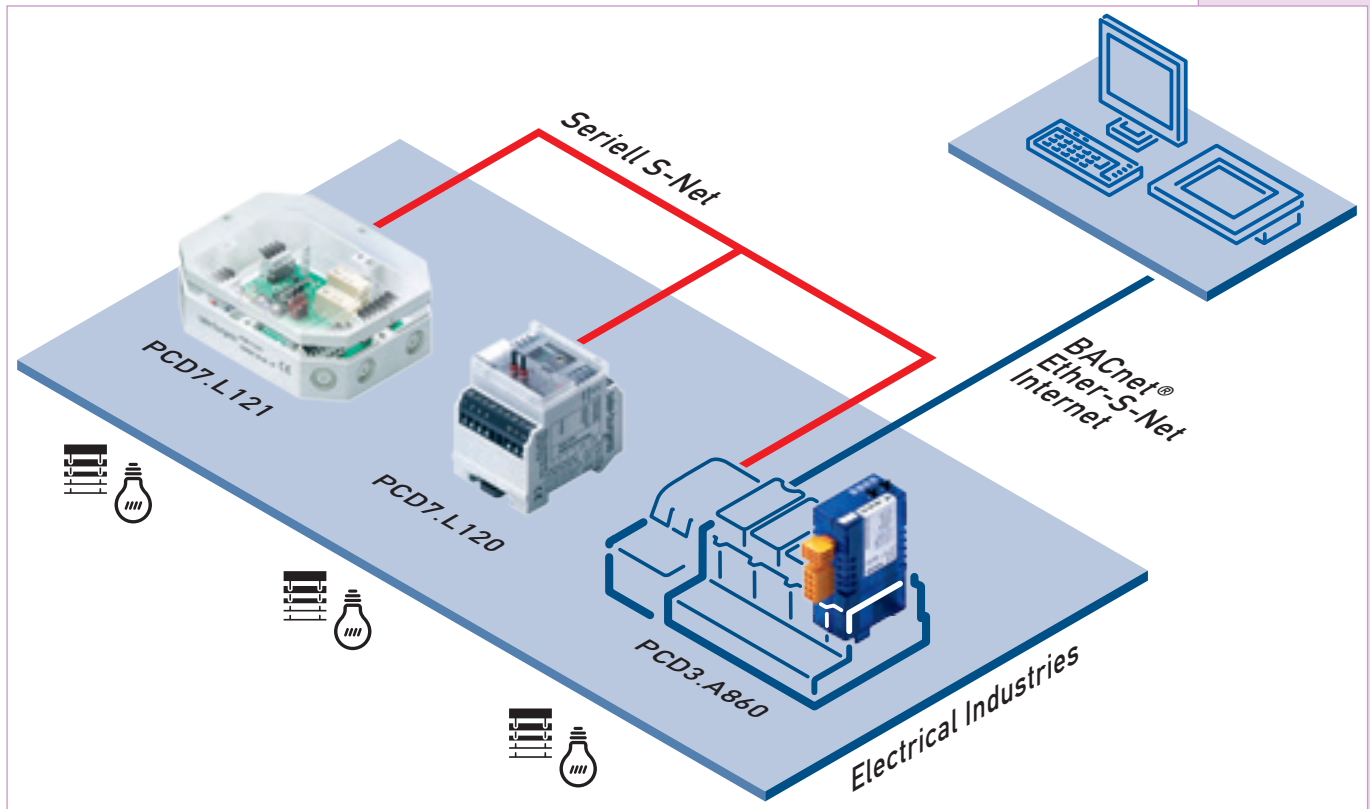 Seriell S-Net
BACnet®
Ether-S-Net
Internet
PCD7.L121
PCD7.L120
PCD3.A860
Electrical Industries